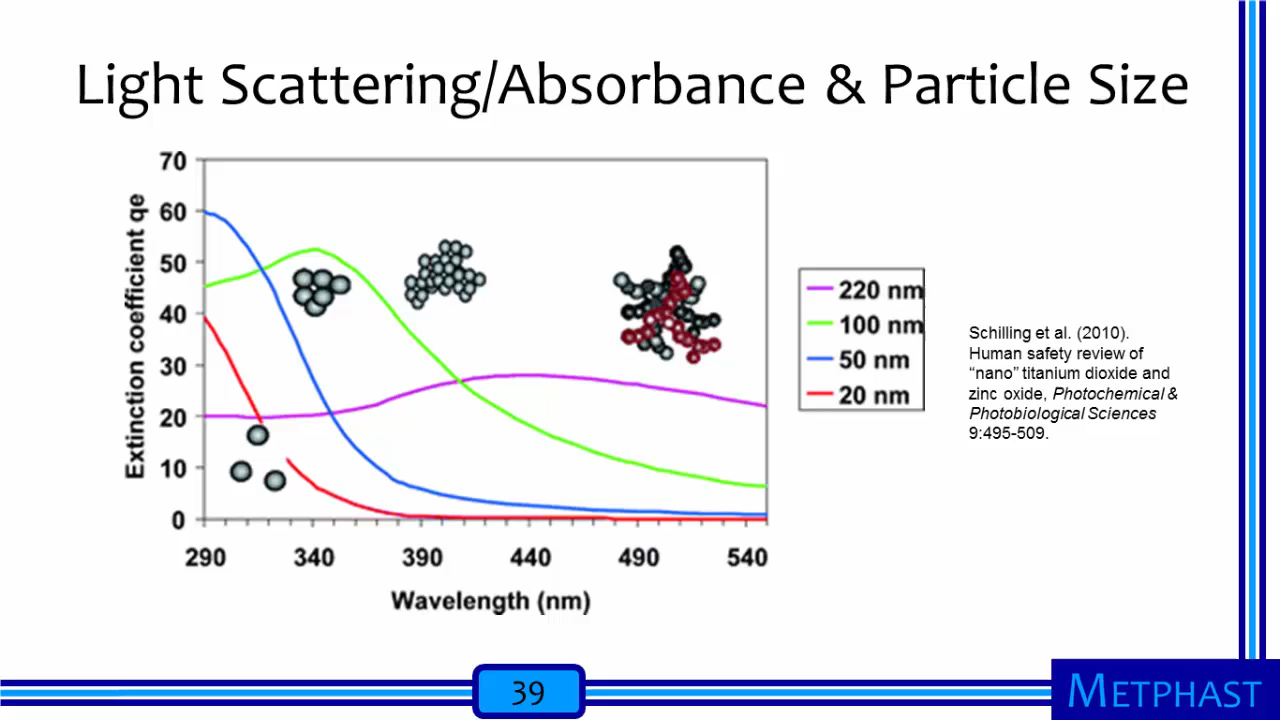 Light Scattering/Absorbance & Particle Size
70
60
50
40
30
20
10
0
Extinction coefficient qe
290 340 390 440 490 540
Wavelength (nm)
220 nm
100 nm
50 nm
20 nm
Schilling et al. (2010).
Human safety review of
“nano” titanium dioxide and
zinc oxide, Photochemical &
Photobiological Sciences
9:495-509.
39
METPHAST